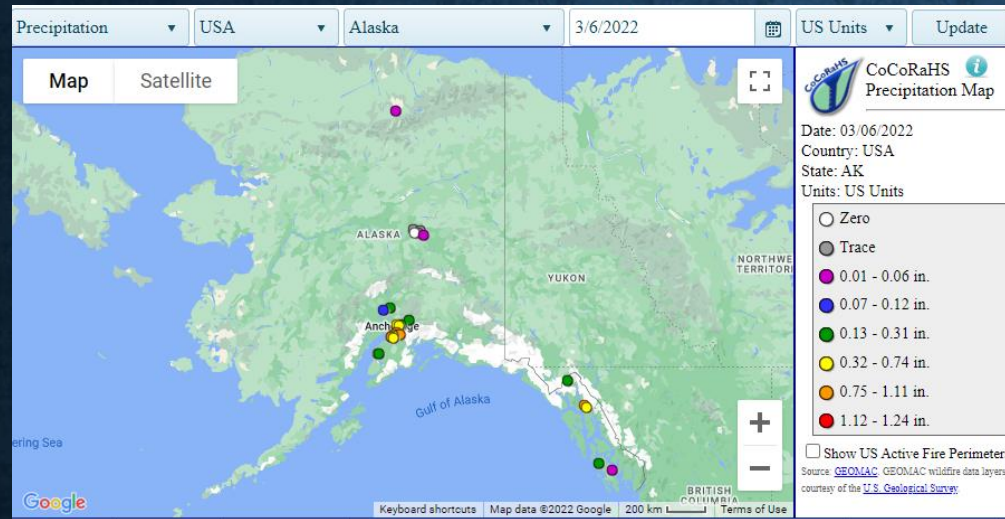 Precipitation
USA
Alaska
3/6/2022
US Units
Update
Map
Satellite
CoCoRaHS
CoCoRaHS
Precipitation Map
Date: 03/06/2022
Country: USA
State: AK
Units: US Units
Zero
Trace
0.01 - 0.06 in.
0.07 - 0.12 in.
0.13 - 0.31 in.
0.32 - 0.74 in.
0.75 - 1.11 in.
1.12 - 1.24 in.
Show US Active Fire Perimeter
Source: GEOMAC, GEOMAC wildfire data layers
courtesy of the U.S. Geological Survey.
ALASKA
YUKON
NORTHWE
TERRITORI
Anch ge
Gulf of Alaska
ering Sea
BRITISH
COLUMBIA
Google
Keyboard shortcuts
Map data ©2022 Google
200 km
Terms of Use